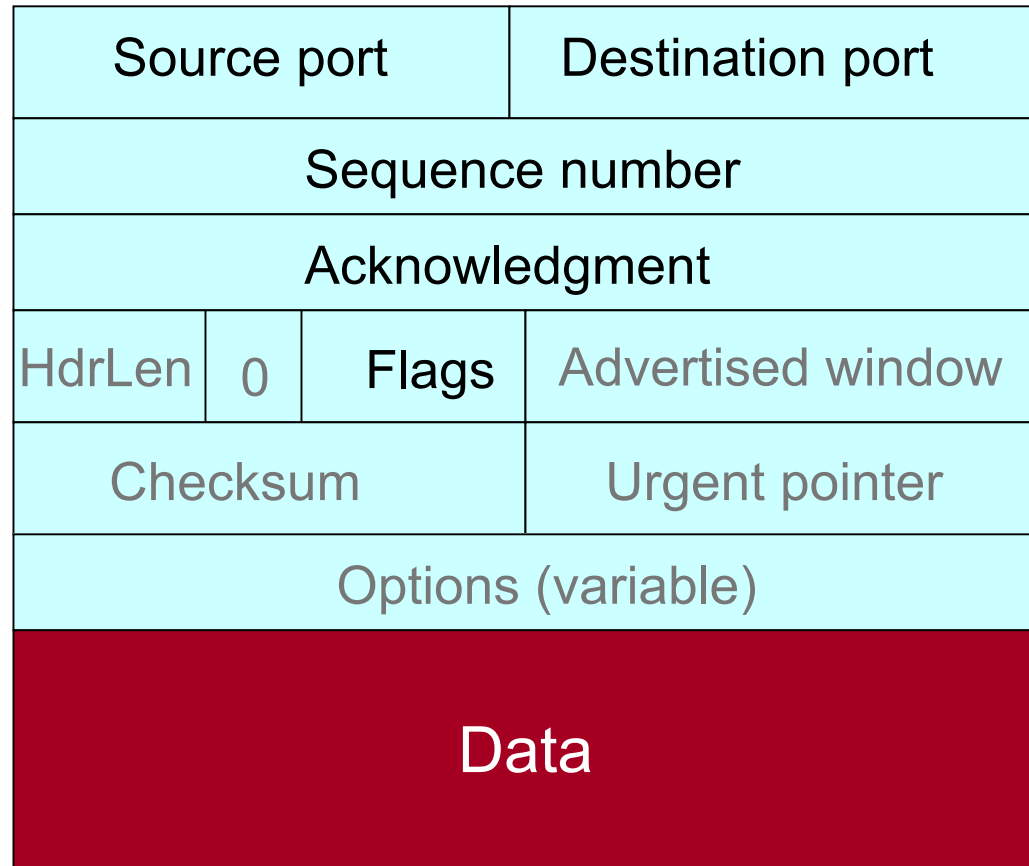 Source port Destination port
Sequence number
Acknowledgment
HdrLen 0 Flags Advertised window
Checksum Urgent pointer
Options (variable)
Data